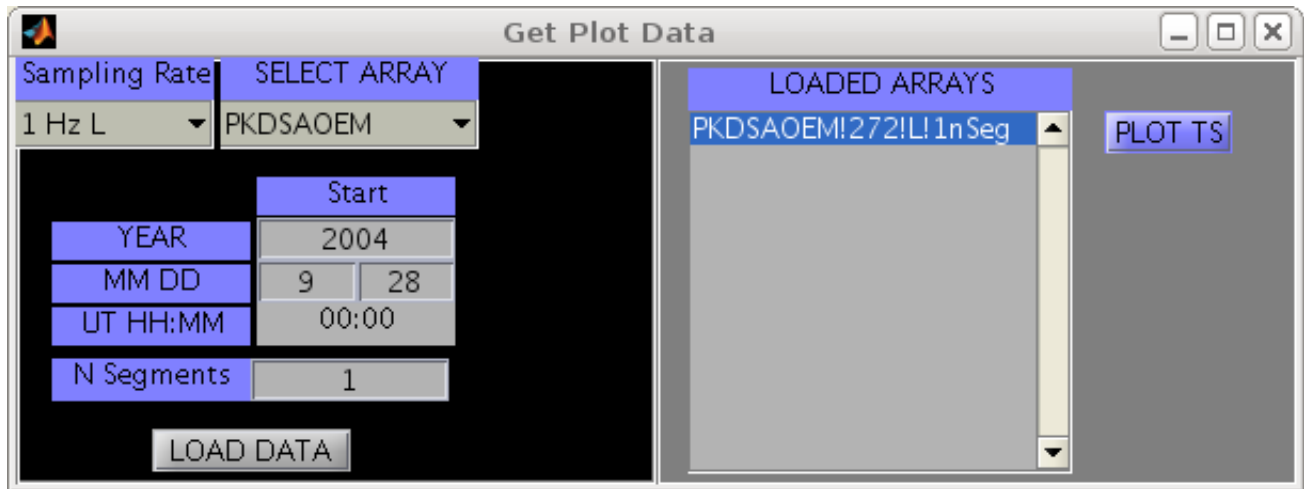 Get Plot Data
Sampling Rate SELECT ARRAY
1 Hz L PKDSAOEM
Start
YEAR 2004
MM DD 9 28
UT HH:MM 00:00
N Segments 1
LOAD DATA
LOADED ARRAYS
PKDSAOEM!272!L!1nSeg
PLOT TS